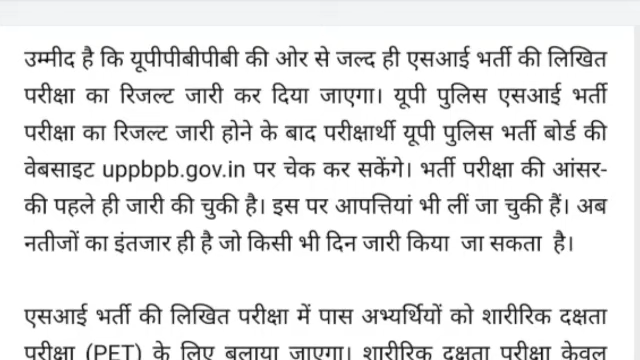 उम्मीद है कि यूपीपीबीपीबी की ओर से जल्द ही एसआई भर्ती की लिखित
परीक्षा का रिजल्ट जारी कर दिया जाएगा। यूपी पुलिस एसआई भर्ती
परीक्षा का रिजल्ट जारी होने के बाद परीक्षार्थी यूपी पुलिस भर्ती बोर्ड की
वेबसाइट uppbpb.gov.in पर चेक कर सकेंगे। भर्ती परीक्षा की आंसर-
की पहले ही जारी की चुकी है। इस पर आपत्तियां भी लीं जा चुकी हैं। अब
नतीजों का इंतजार ही है जो किसी भी दिन जारी किया जा सकता है।
एसआई भर्ती की लिखित परीक्षा में पास अभ्यर्थियों को शारीरिक दक्षता
परीक्षा (PET) के लिए बुलाया जाएगा। शारीरिक दक्षता परीक्षा केवल